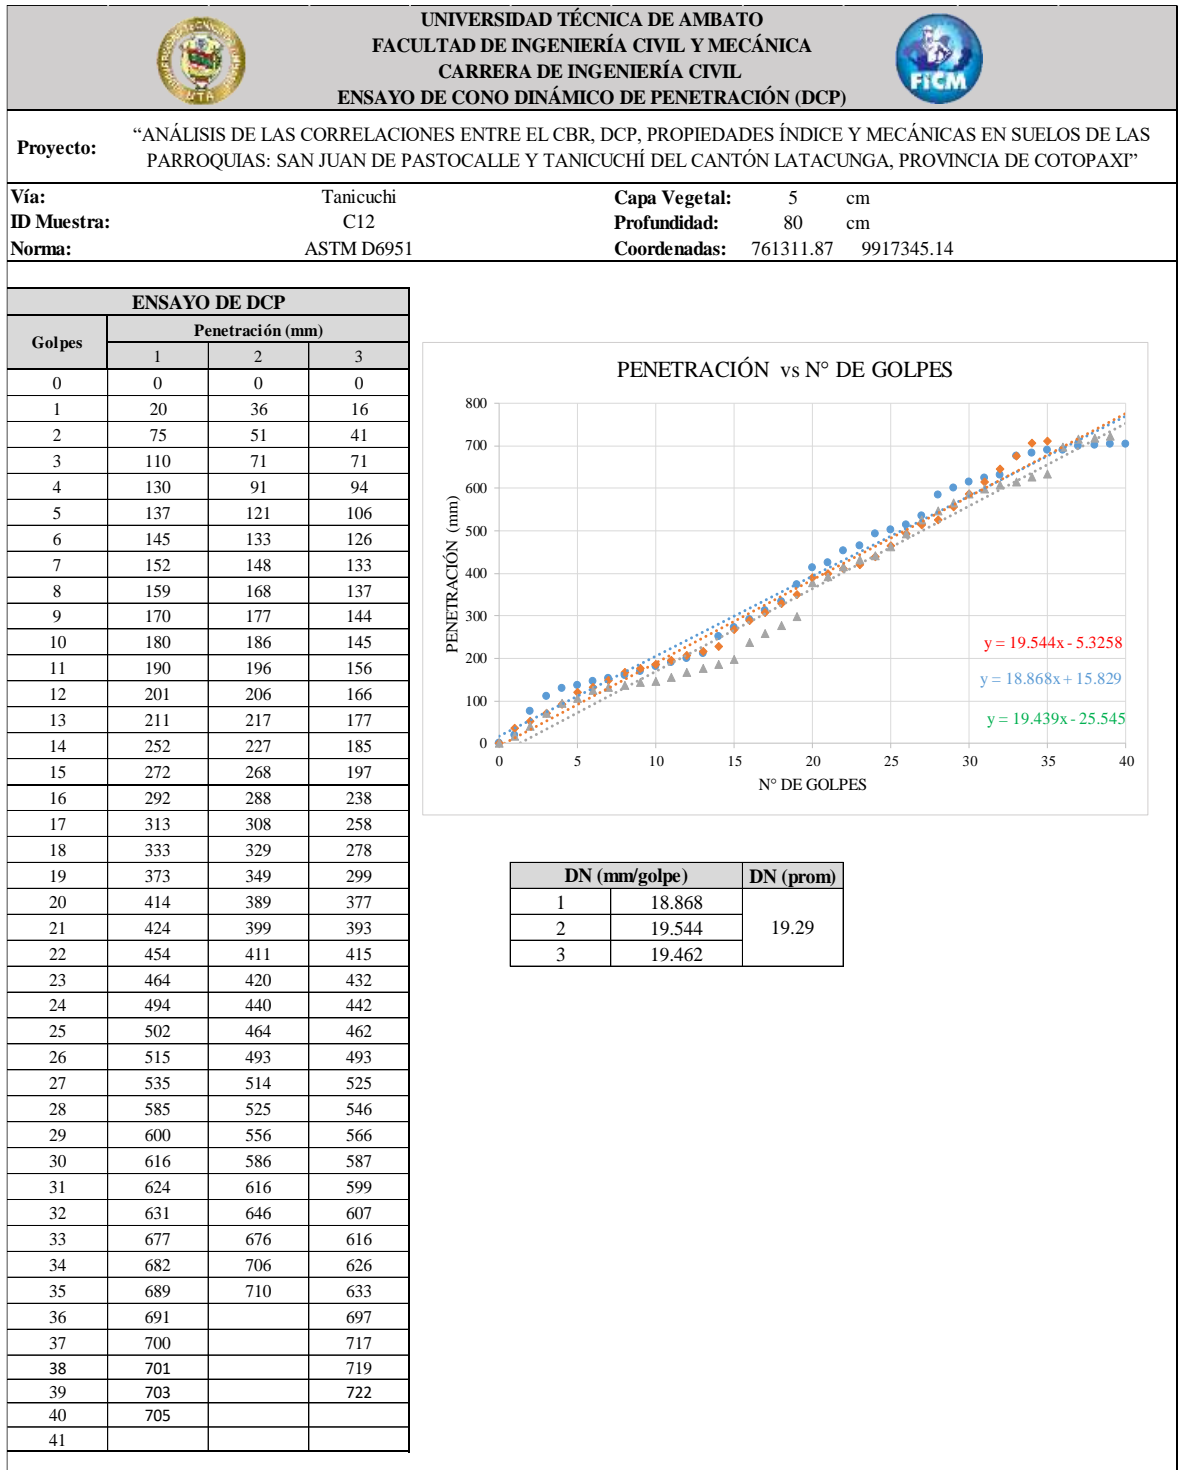 UNIVERSIDAD TÉCNICA DE AMBATO
FACULTAD DE INGENIERÍA CIVIL Y MECÁNICA
CARRERA DE INGENIERÍA CIVIL
ENSAYO DE CONO DINÁMICO DE PENETRACIÓN (DCP)
UTA
FICM
Proyecto: “ANÁLISIS DE LAS CORRELACIONES ENTRE EL CBR, DCP, PROPIEDADES ÍNDICE Y MECÁNICAS EN SUELOS DE LAS
PARROQUIAS: SAN JUAN DE PASTOCALLE Y TANICUCHÍ DEL CANTÓN LATACUNGA, PROVINCIA DE COTOPAXI”
Vía: Tanicuchi Capa Vegetal: 5 cm
ID Muestra: C12 Profundidad: 80 cm
Norma: ASTM D6951 Coordenadas: 761311.87 9917345.14
ENSAYO DE DCP
Golpes Penetración (mm)
1 2 3
0 0 0 0
1 20 36 16
2 75 51 41
3 110 71 71
4 130 91 94
5 137 121 106
6 145 133 126
7 152 148 133
8 159 168 137
9 170 177 144
10 180 186 145
11 190 196 156
12 201 206 166
13 211 217 177
14 252 227 185
15 272 268 197
16 292 288 238
17 313 308 258
18 333 329 278
19 373 349 299
20 414 389 377
21 424 399 393
22 454 411 415
23 464 420 432
24 494 440 442
25 502 464 462
26 515 493 493
27 535 514 525
28 585 525 546
29 600 556 566
30 616 586 587
31 624 616 599
32 631 646 607
33 677 676 616
34 682 706 626
35 689 710 633
36 691 697
37 700 717
38 701 719
39 703 722
40 705
41
PENETRACIÓN vs N° DE GOLPES
PENETRACIÓN (mm)
800
700
600
500
400
300
200
100
0
y = 19.544x - 5.3258
y = 18.868x + 15.829
y = 19.439x - 25.545
0 5 10 15 20 25 30 35 40
N° DE GOLPES
DN (mm/golpe) DN (prom)
1 18.868
2 19.544 19.29
3 19.462